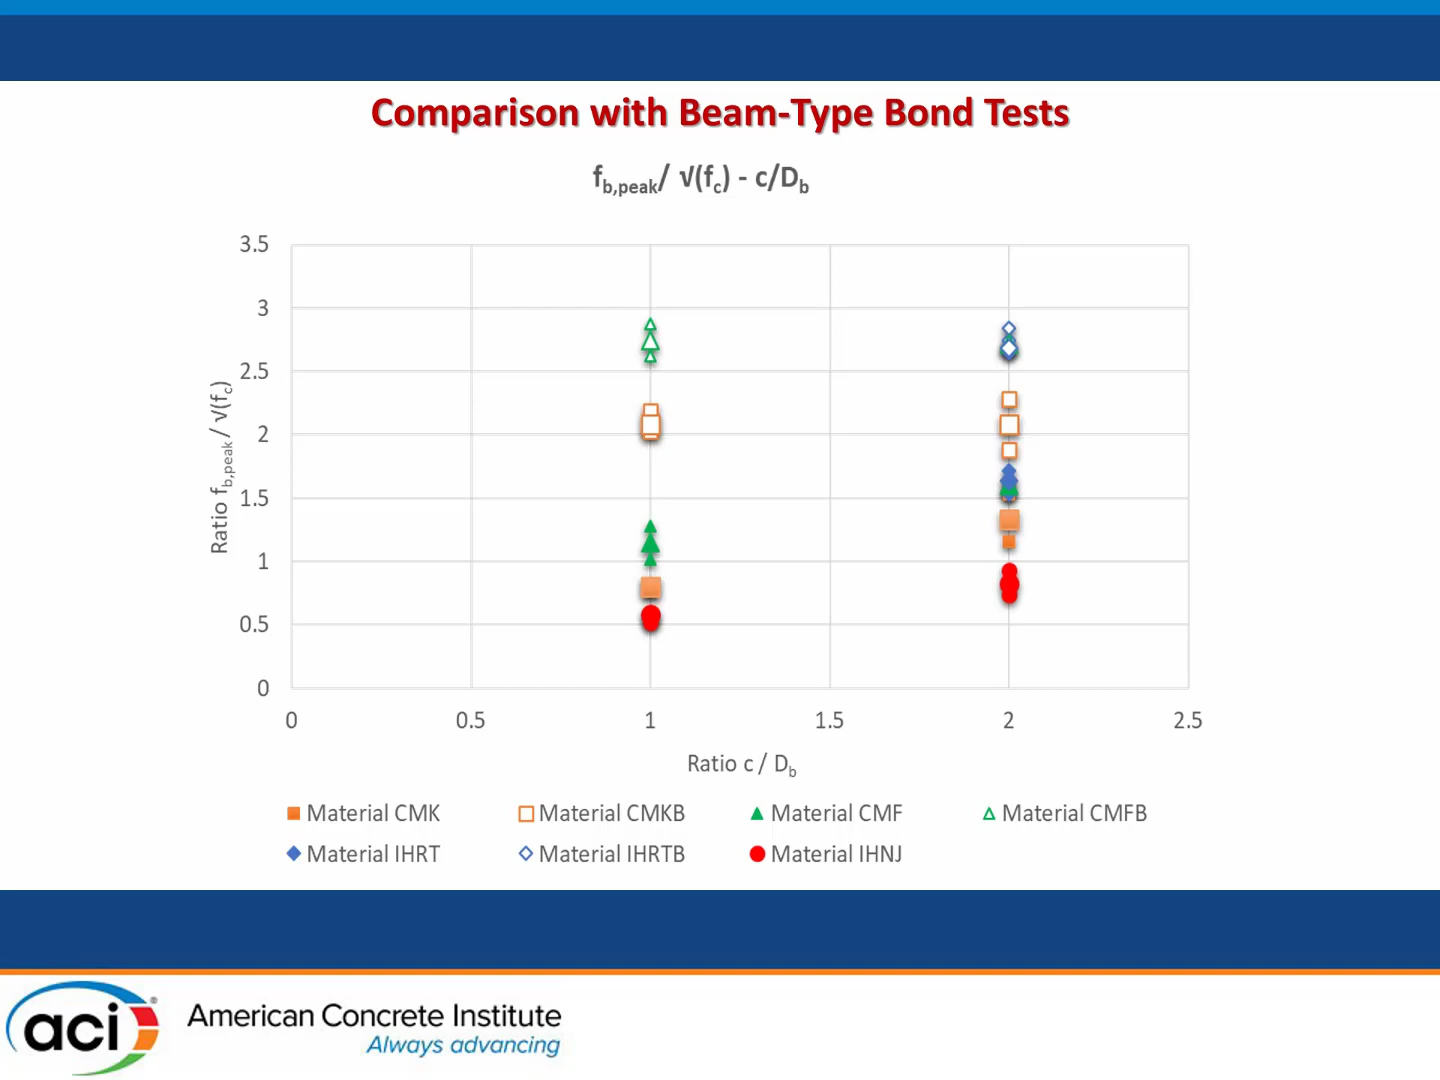 Comparison with Beam-Type Bond Tests
fb,peak/ √(fc) - c/Db
3.5
3
2.5
2
1.5
1
0.5
0
Ratio fb,peak / √(fc)
0 0.5 1 1.5 2 2.5
Ratio c / Db
Material CMK Material CMKB Material CMF Material CMFB
Material IHRT Material IHRTB Material IHNJ
aci®
American Concrete Institute
Always advancing